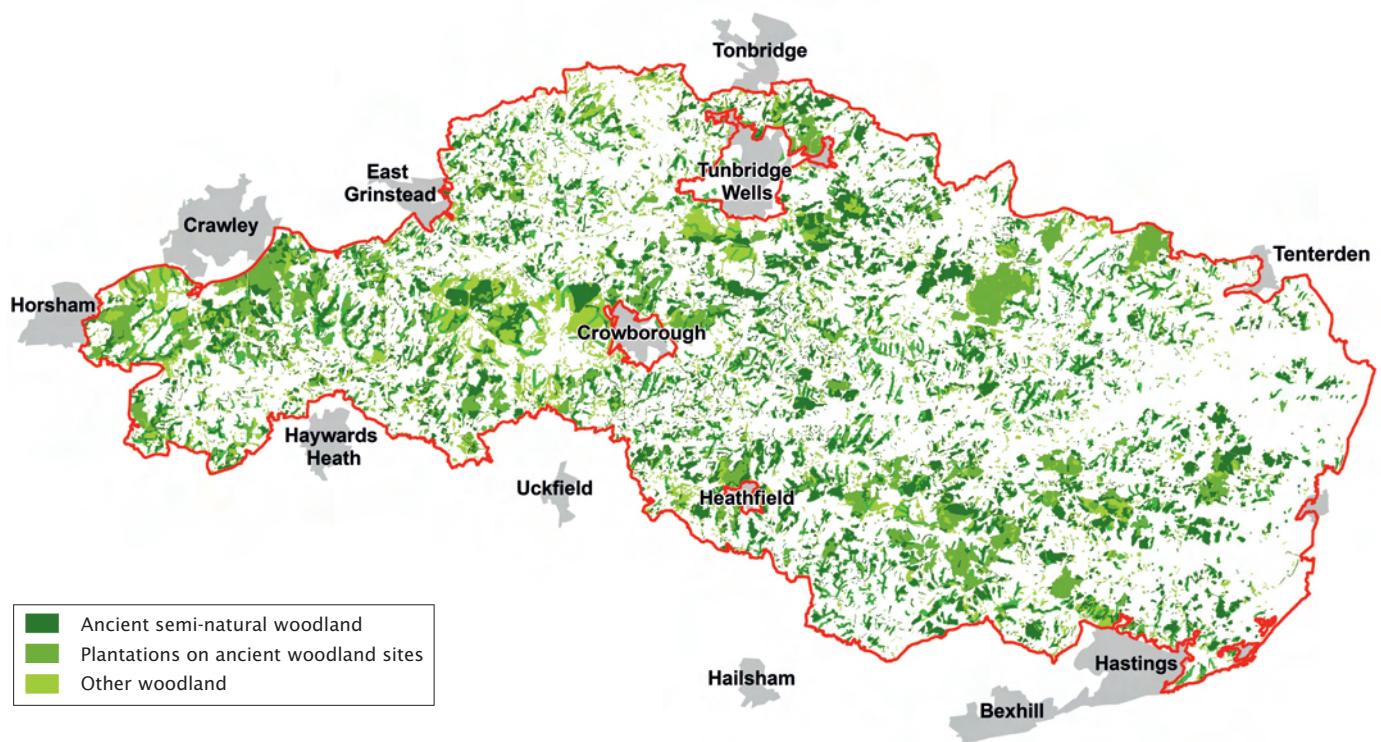 Tonbridge
East
Grinstead
Tunbridge
Wells
Crawley
Tenterden
Horsham
Crowborough
Haywards
Heath
Uckfield
Heathfield
Ancient semi-natural woodland
Plantations on ancient woodland sites
Other woodland
Hailsham
Hastings
Bexhill